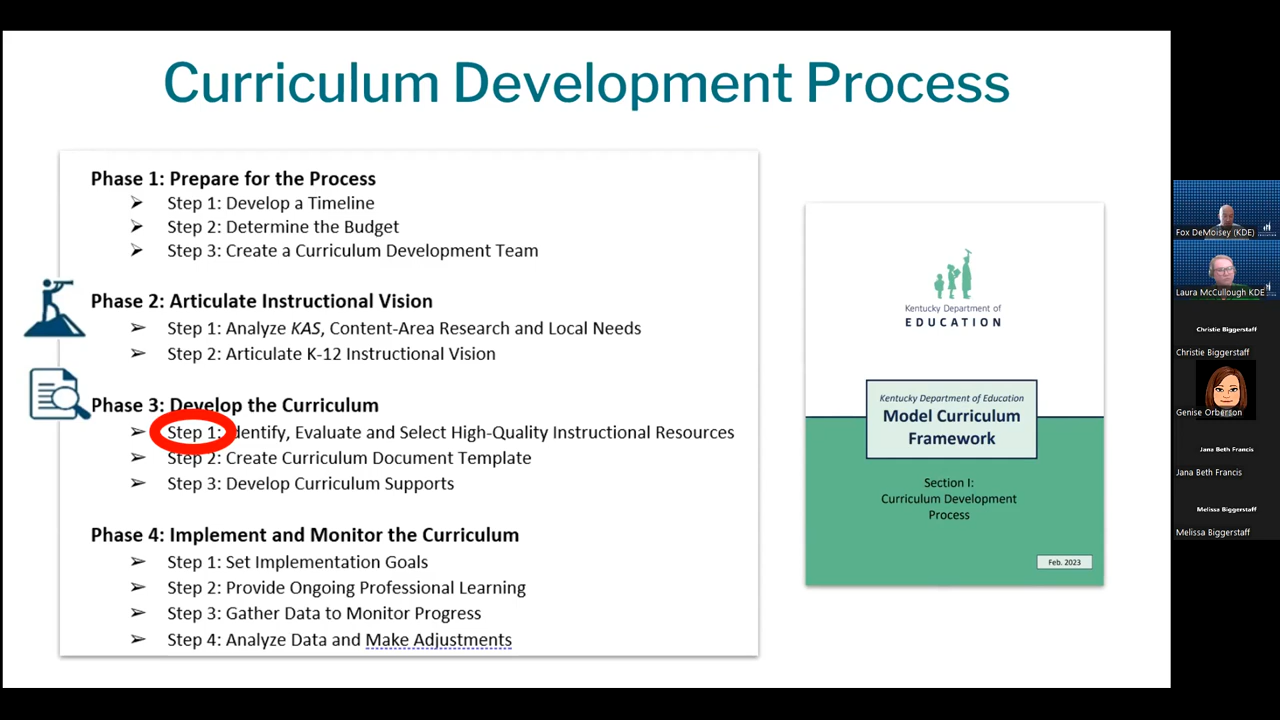 Curriculum Development Process
Phase 1: Prepare for the Process
Step 1: Develop a Timeline
Step 2: Determine the Budget
Step 3: Create a Curriculum Development Team
Phase 2: Articulate Instructional Vision
Step 1: Analyze KAS, Content-Area Research and Local Needs
Step 2: Articulate K-12 Instructional Vision
Phase 3: Develop the Curriculum
Step 1: Identify, Evaluate and Select High-Quality Instructional Resources
Step 2: Create Curriculum Document Template
Step 3: Develop Curriculum Supports
Phase 4: Implement and Monitor the Curriculum
Step 1: Set Implementation Goals
Step 2: Provide Ongoing Professional Learning
Step 3: Gather Data to Monitor Progress
Step 4: Analyze Data and Make Adjustments
Kentucky Department of
EDUCATION
Kentucky Department of Education
Model Curriculum
Framework
Section I:
Curriculum Development
Process
Feb. 2023
Fox DeMoisey (KDE)
Laura McCullough KDE
Christie Biggerstaff
Christie Biggerstaff
Genise Orberson
Jana Beth Francis
Jana Beth Francis
Melissa Biggerstaff
Melissa Biggerstaff